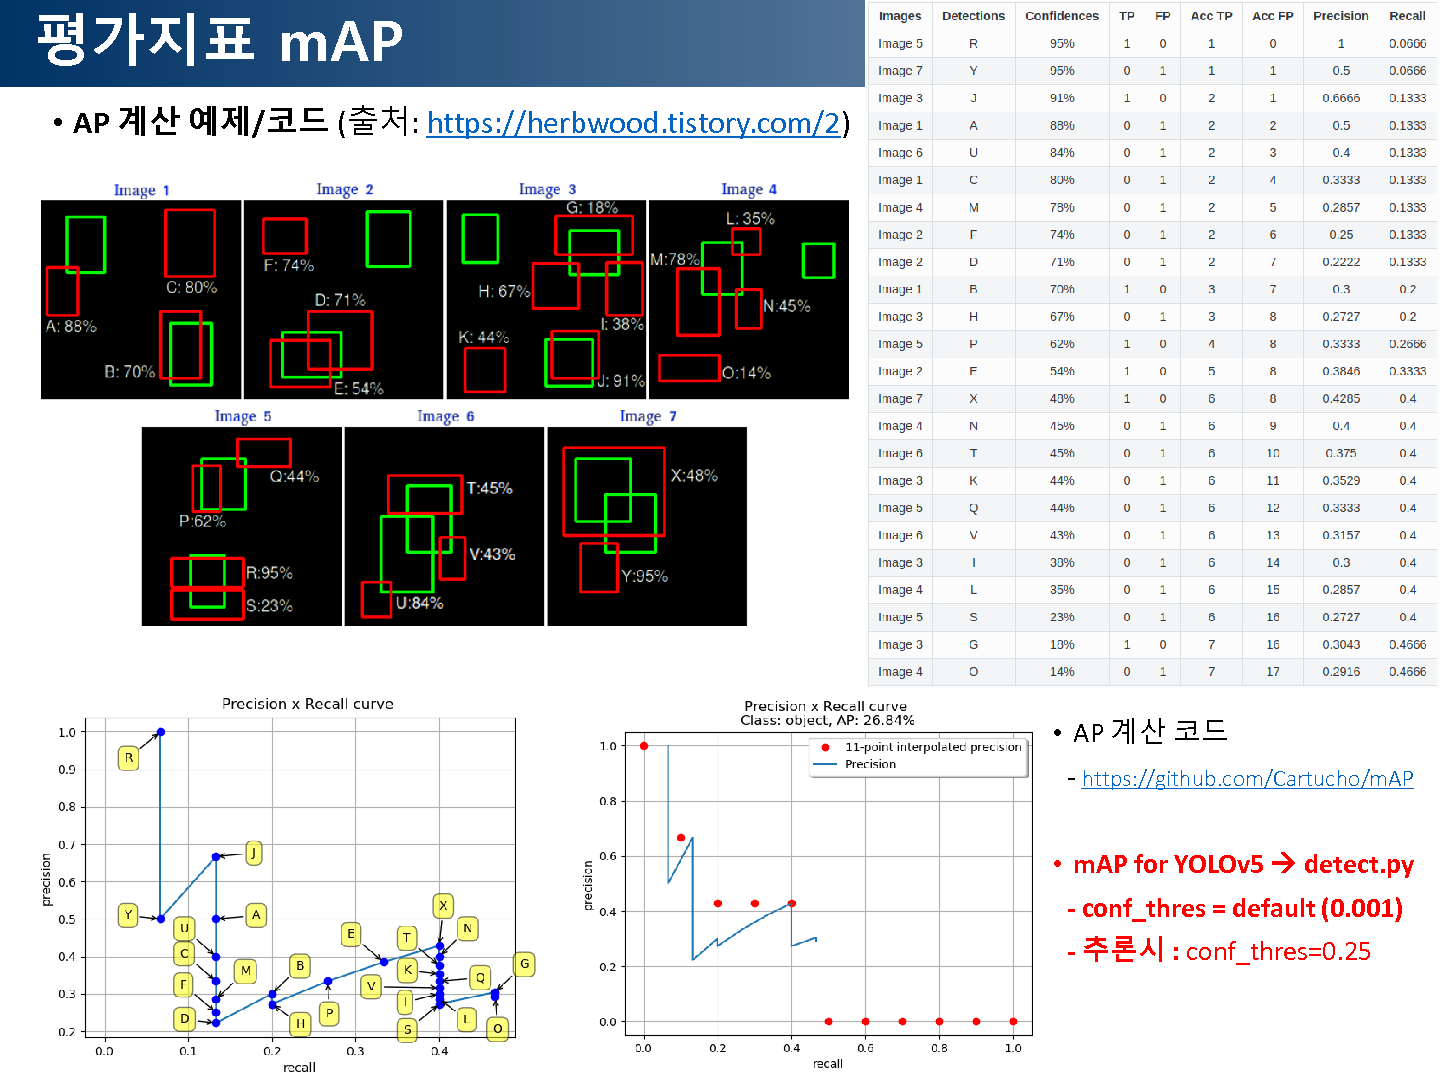 평가지표 mAP
• AP 계산 예제/코드 (출처: https://herbwood.tistory.com/2)
Image 1
Image 2
Image 3
Image 4
A: 88%
C: 80%
B: 70%
F: 74%
D: 71%
E: 54%
G: 18%
H: 67%
I: 38%
K: 44%
J: 91%
L: 35%
M:78%
N:45%
O:14%
Image 5
Image 6
Image 7
Q:44%
P:62%
R:95%
S:23%
T:45%
V:43%
U:84%
X:48%
Y:95%
Images Detections Confidences TP FP Acc TP Acc FP Precision Recall
Image 5 R 95% 1 0 1 0 1 0.0666
Image 7 Y 95% 0 1 1 1 0.5 0.0666
Image 3 J 91% 1 0 2 1 0.6666 0.1333
Image 1 A 88% 0 1 2 2 0.5 0.1333
Image 6 U 84% 0 1 2 3 0.4 0.1333
Image 1 C 80% 0 1 2 4 0.3333 0.1333
Image 4 M 78% 0 1 2 5 0.2857 0.1333
Image 2 F 74% 0 1 2 6 0.25 0.1333
Image 2 D 71% 0 1 2 7 0.2222 0.1333
Image 1 B 70% 1 0 3 7 0.3 0.2
Image 3 H 67% 0 1 3 8 0.2727 0.2
Image 5 P 62% 1 0 4 8 0.3333 0.2666
Image 2 E 54% 1 0 5 8 0.3846 0.3333
Image 7 X 48% 1 0 6 8 0.4285 0.4
Image 4 N 45% 0 1 6 9 0.4 0.4
Image 6 T 45% 0 1 6 10 0.375 0.4
Image 3 K 44% 0 1 6 11 0.3529 0.4
Image 5 Q 44% 0 1 6 12 0.3333 0.4
Image 6 V 43% 0 1 6 13 0.3157 0.4
Image 3 I 38% 0 1 6 14 0.3 0.4
Image 4 L 35% 0 1 6 15 0.2857 0.4
Image 5 S 23% 0 1 6 16 0.2727 0.4
Image 3 G 18% 1 0 7 16 0.3043 0.4666
Image 4 O 14% 0 1 7 17 0.2916 0.4666
Precision x Recall curve
precision
1.0
0.9
0.8
0.7
0.6
0.5
0.4
0.3
0.2
R
J
Y
A
U
C
M
F
D
B
H
P
E
X
T
N
K
Q
V
I
S
L
G
O
0.0 0.1 0.2 0.3 0.4
recall
Precision x Recall curve
Class: object, AP: 26.84%
11-point interpolated precision
Precision
precision
1.0
0.8
0.6
0.4
0.2
0.0
0.0 0.2 0.4 0.6 0.8 1.0
recall
• AP 계산 코드
- https://github.com/Cartucho/mAP
• mAP for YOLOv5 → detect.py
- conf_thres = default (0.001)
- 추론시 : conf_thres=0.25